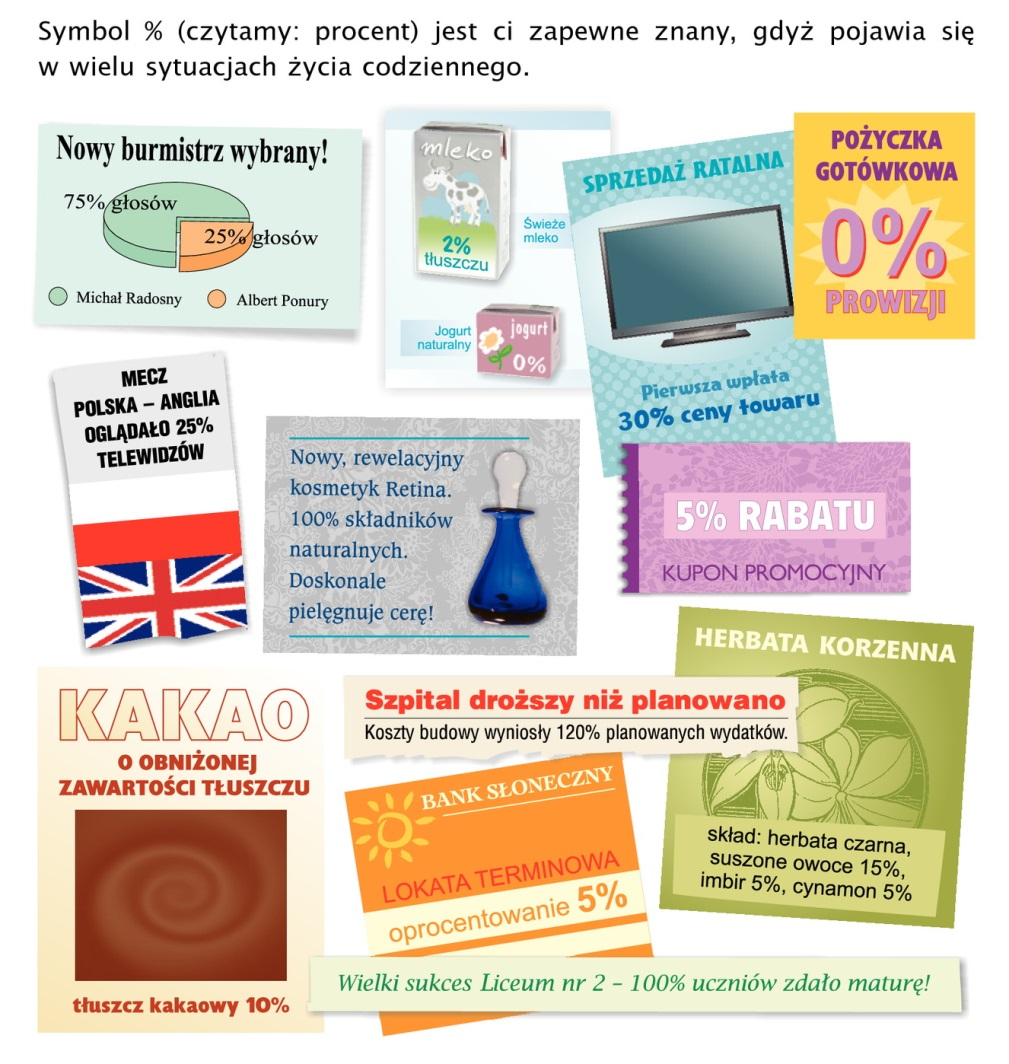 Symbol % (czytamy: procent) jest ci zapewne znany, gdyż pojawia się
w wielu sytuacjach życia codziennego.
Nowy burmistrz wybrany!
75% głosów
25% głosów
Michał Radosny
Albert Ponury
mleko
2%
tłuszczu
Świeże
mleko
Jogurt
naturalny
jogurt
0%
SPRZEDAŻ RATALNA
Pierwsza wpłata
30% ceny towaru
POŻYCZKA
GOTÓWKOWA
0%
PROWIZJI
MECZ
POLSKA – ANGLIA
OGLĄDAŁO 25%
TELEWIDZÓW
Nowy, rewelacyjny
kosmetyk Retina.
100% składników
naturalnych.
Doskonale
pielęgnuje cerę!
5% RABATU
KUPON PROMOCYJNY
HERBATA KORZENNA
skład: herbata czarna,
suszone owoce 15%,
imbir 5%, cynamon 5%
Szpital droższy niż planowano
Koszty budowy wyniosły 120% planowanych wydatków.
KAKAO
O OBNIŻONEJ
ZAWARTOŚCI TŁUSZCZU
tłuszcz kakaowy 10%
BANK SŁONECZNY
LOKATA TERMINOWA
oprocentowanie 5%
Wielki sukces Liceum nr 2 – 100% uczniów zdało maturę!